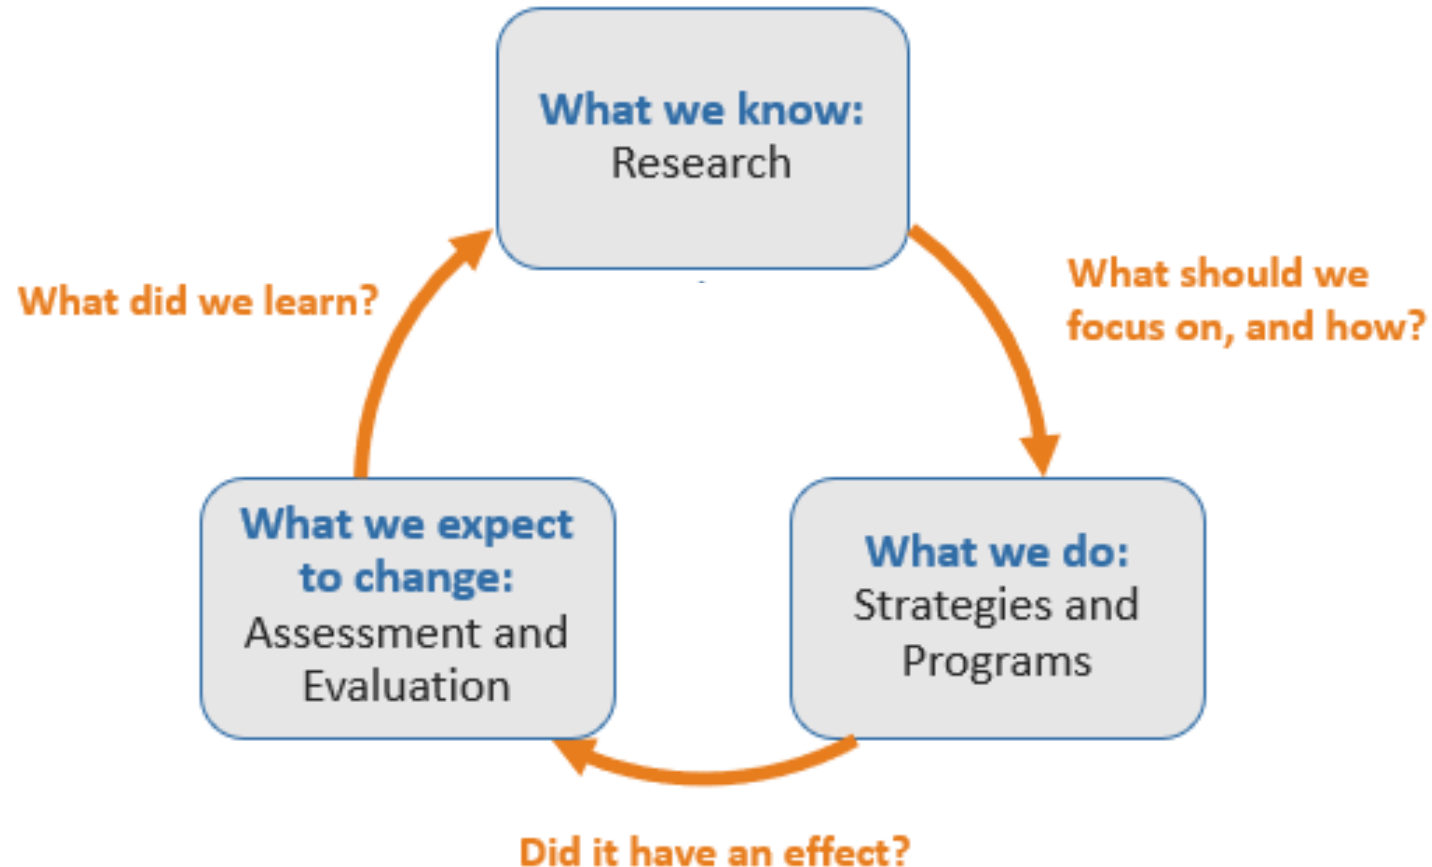 What we know:
Research
What did we learn?
What should we
focus on, and how?
What we expect
to change:
Assessment and
Evaluation
What we do:
Strategies and
Programs
Did it have an effect?